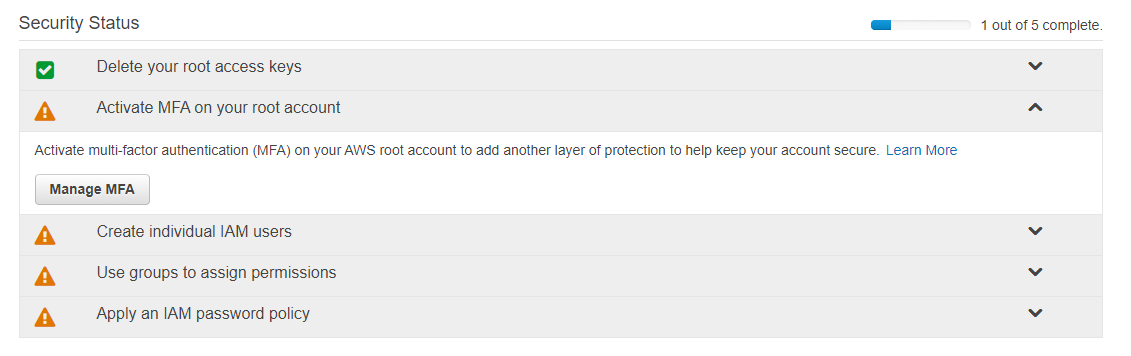 Security Status
1 out of 5 complete.
Delete your root access keys
Activate MFA on your root account
Activate multi-factor authentication (MFA) on your AWS root account to add another layer of protection to help keep your account secure. Learn More
Manage MFA
Create individual IAM users
Use groups to assign permissions
Apply an IAM password policy